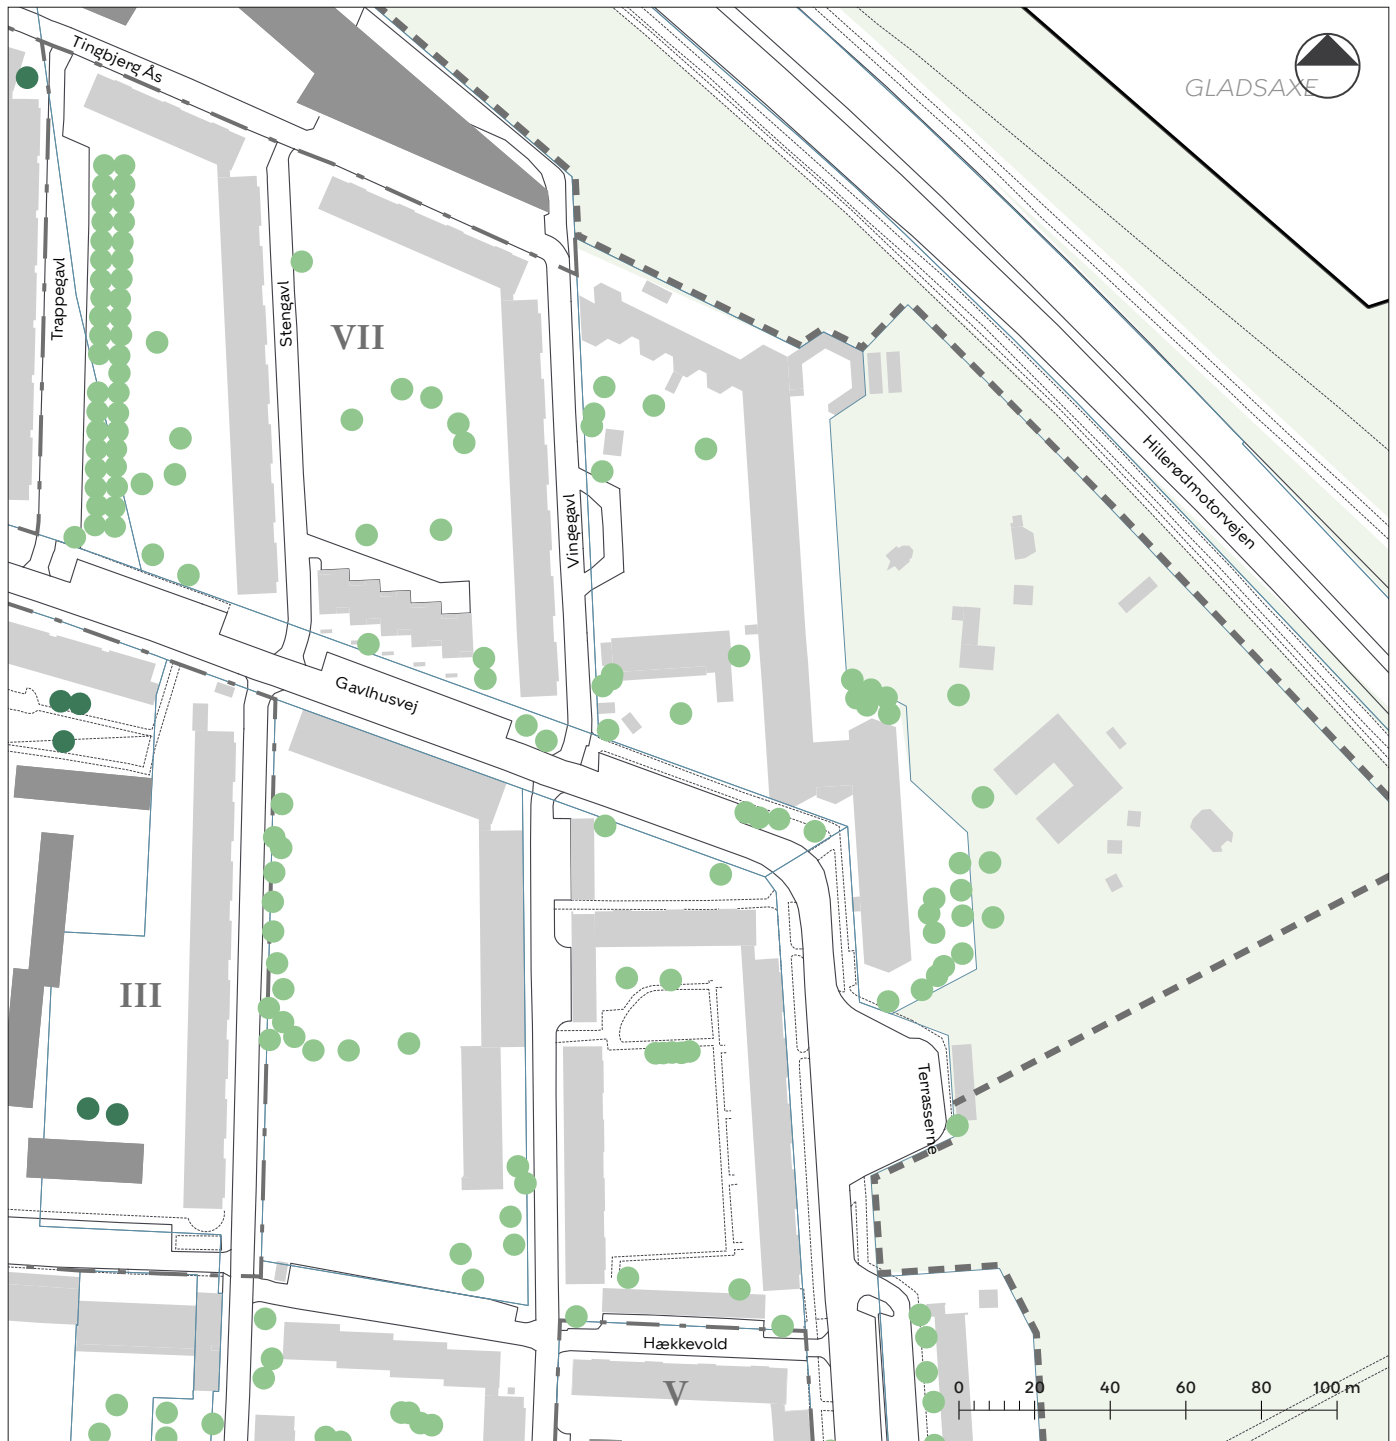 Tingbjerg Ås
GLADSAXE
Trappegavl
Stengavl
VII
Vingegavl
Hillerødmotorvejen
Gavlhusvej
III
Terrasserne
Hækkevold
V
0 20 40 60 80 100 m